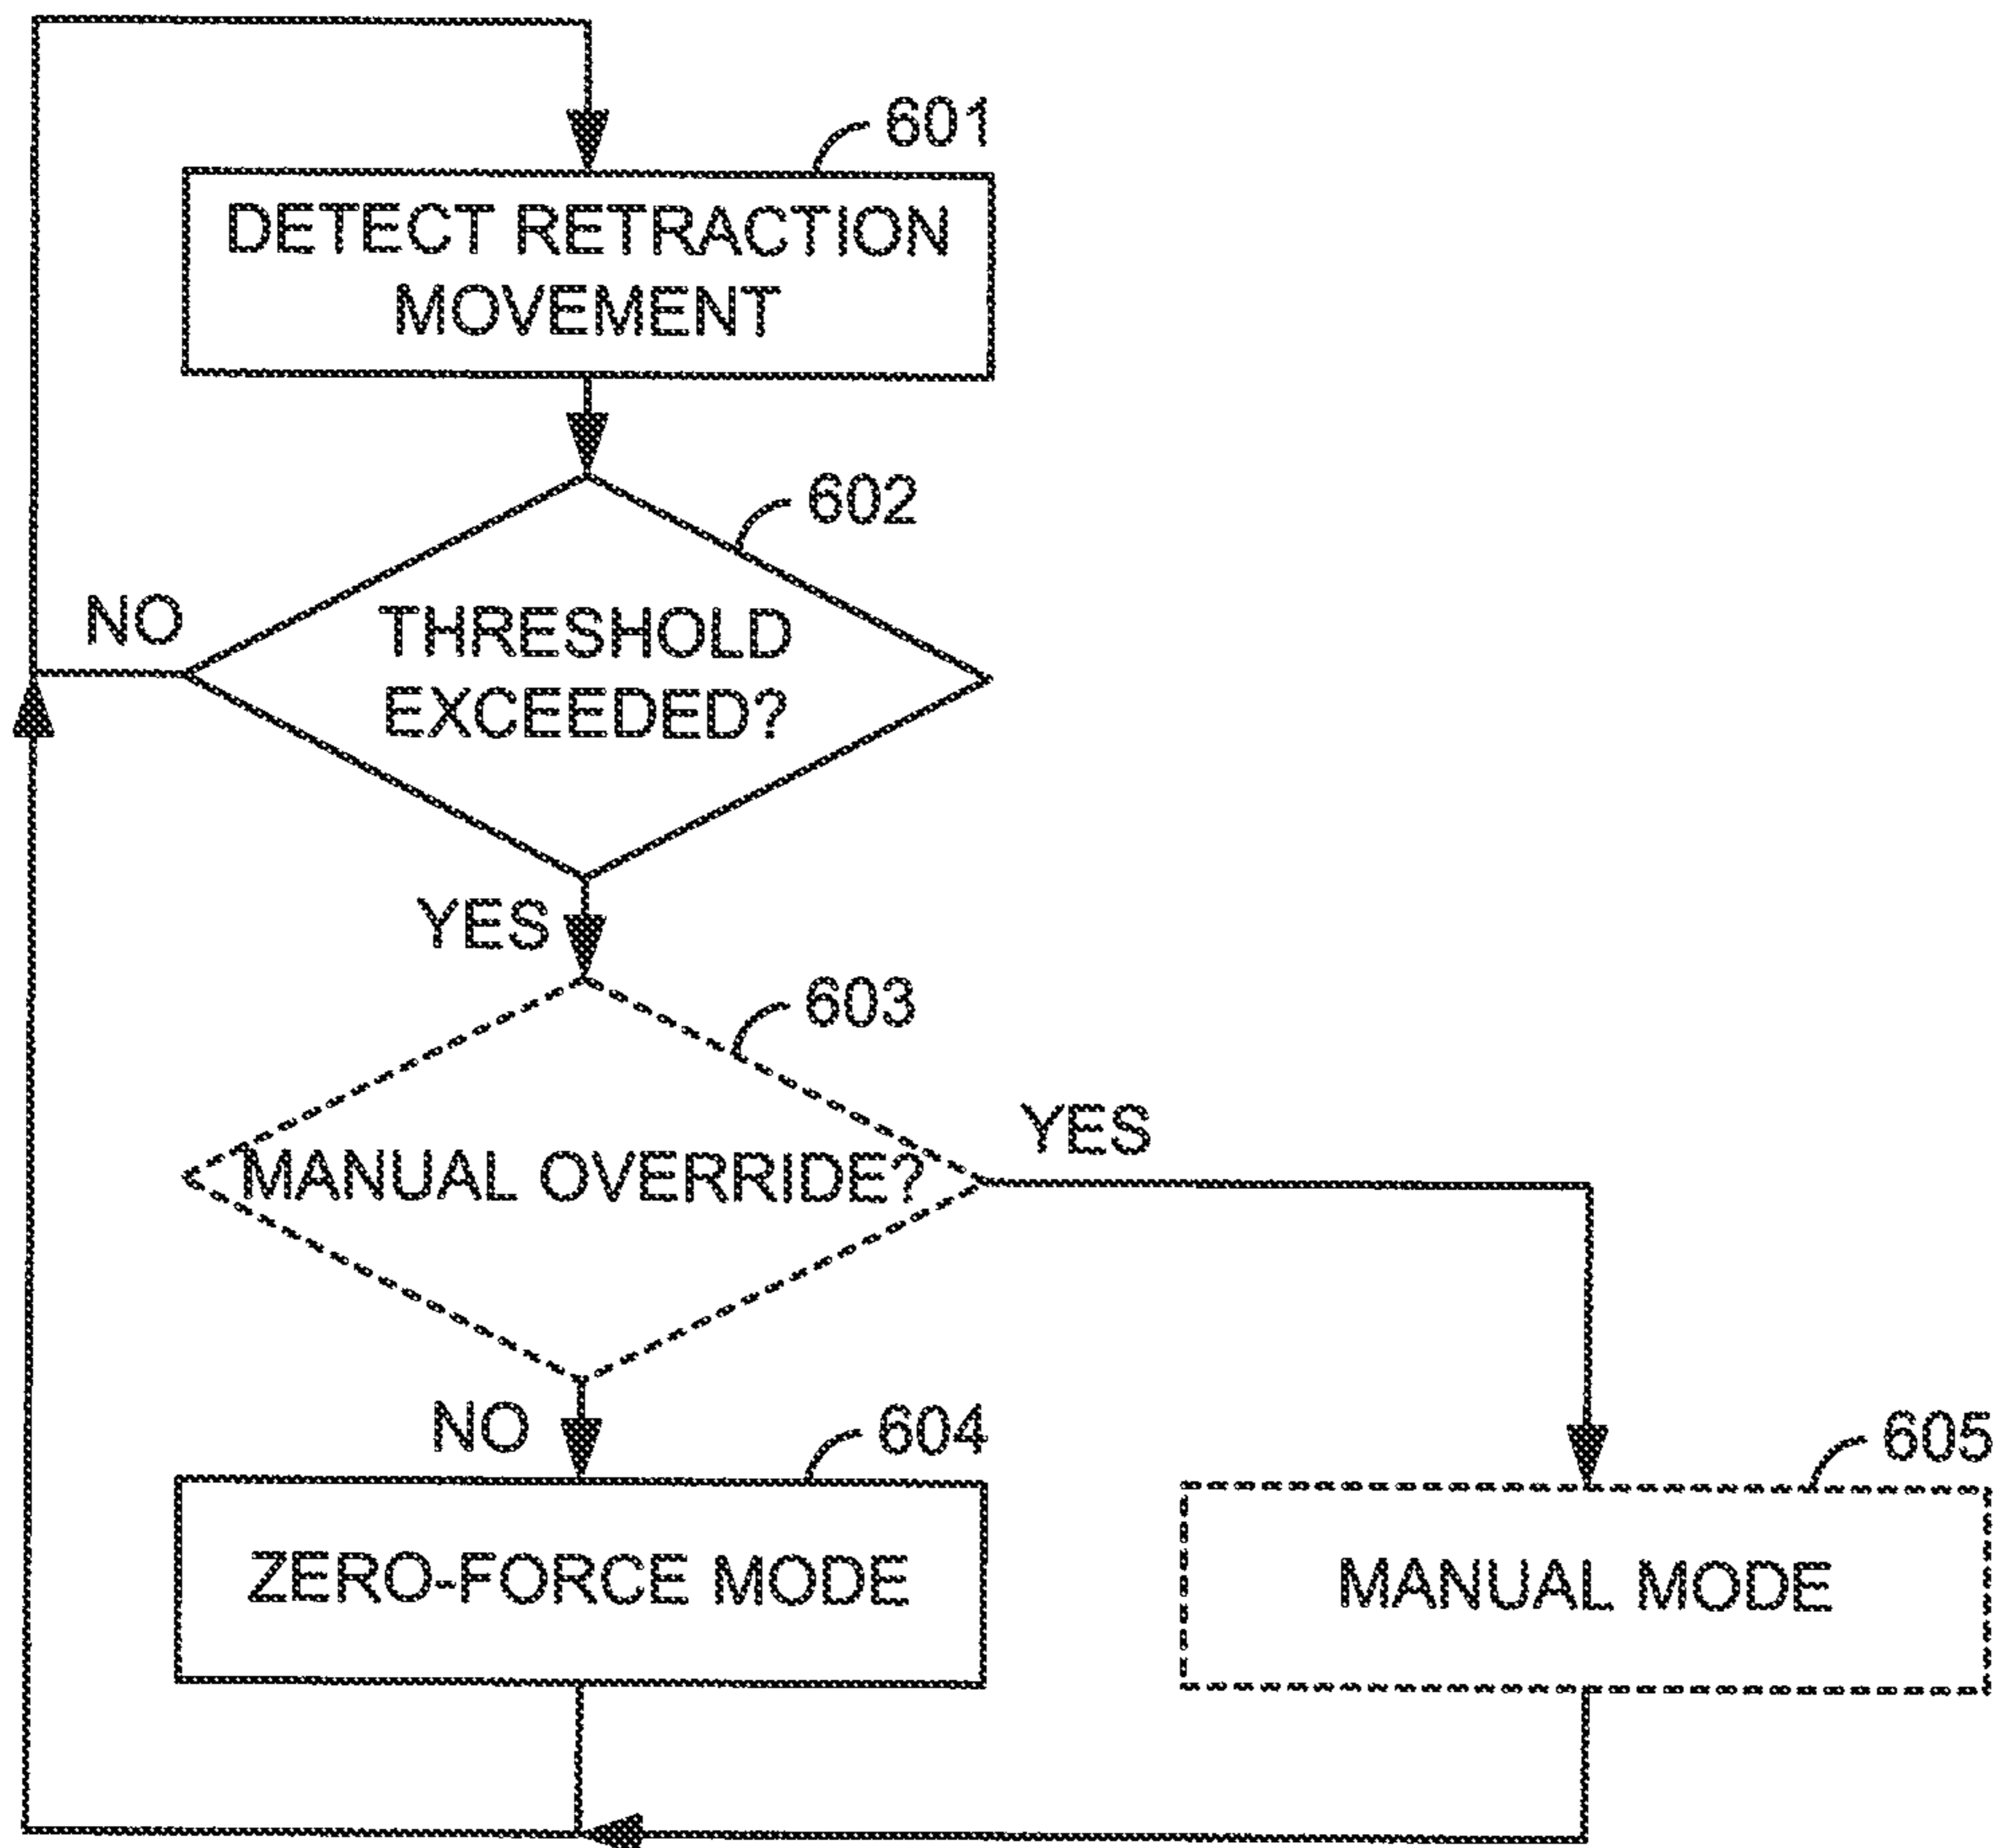 601
DETECT RETRACTION
MOVEMENT
602
NO
THRESHOLD
EXCEEDED?
YES
603
MANUAL OVERRIDE?
YES
NO
604
605
ZERO-FORCE MODE
MANUAL MODE